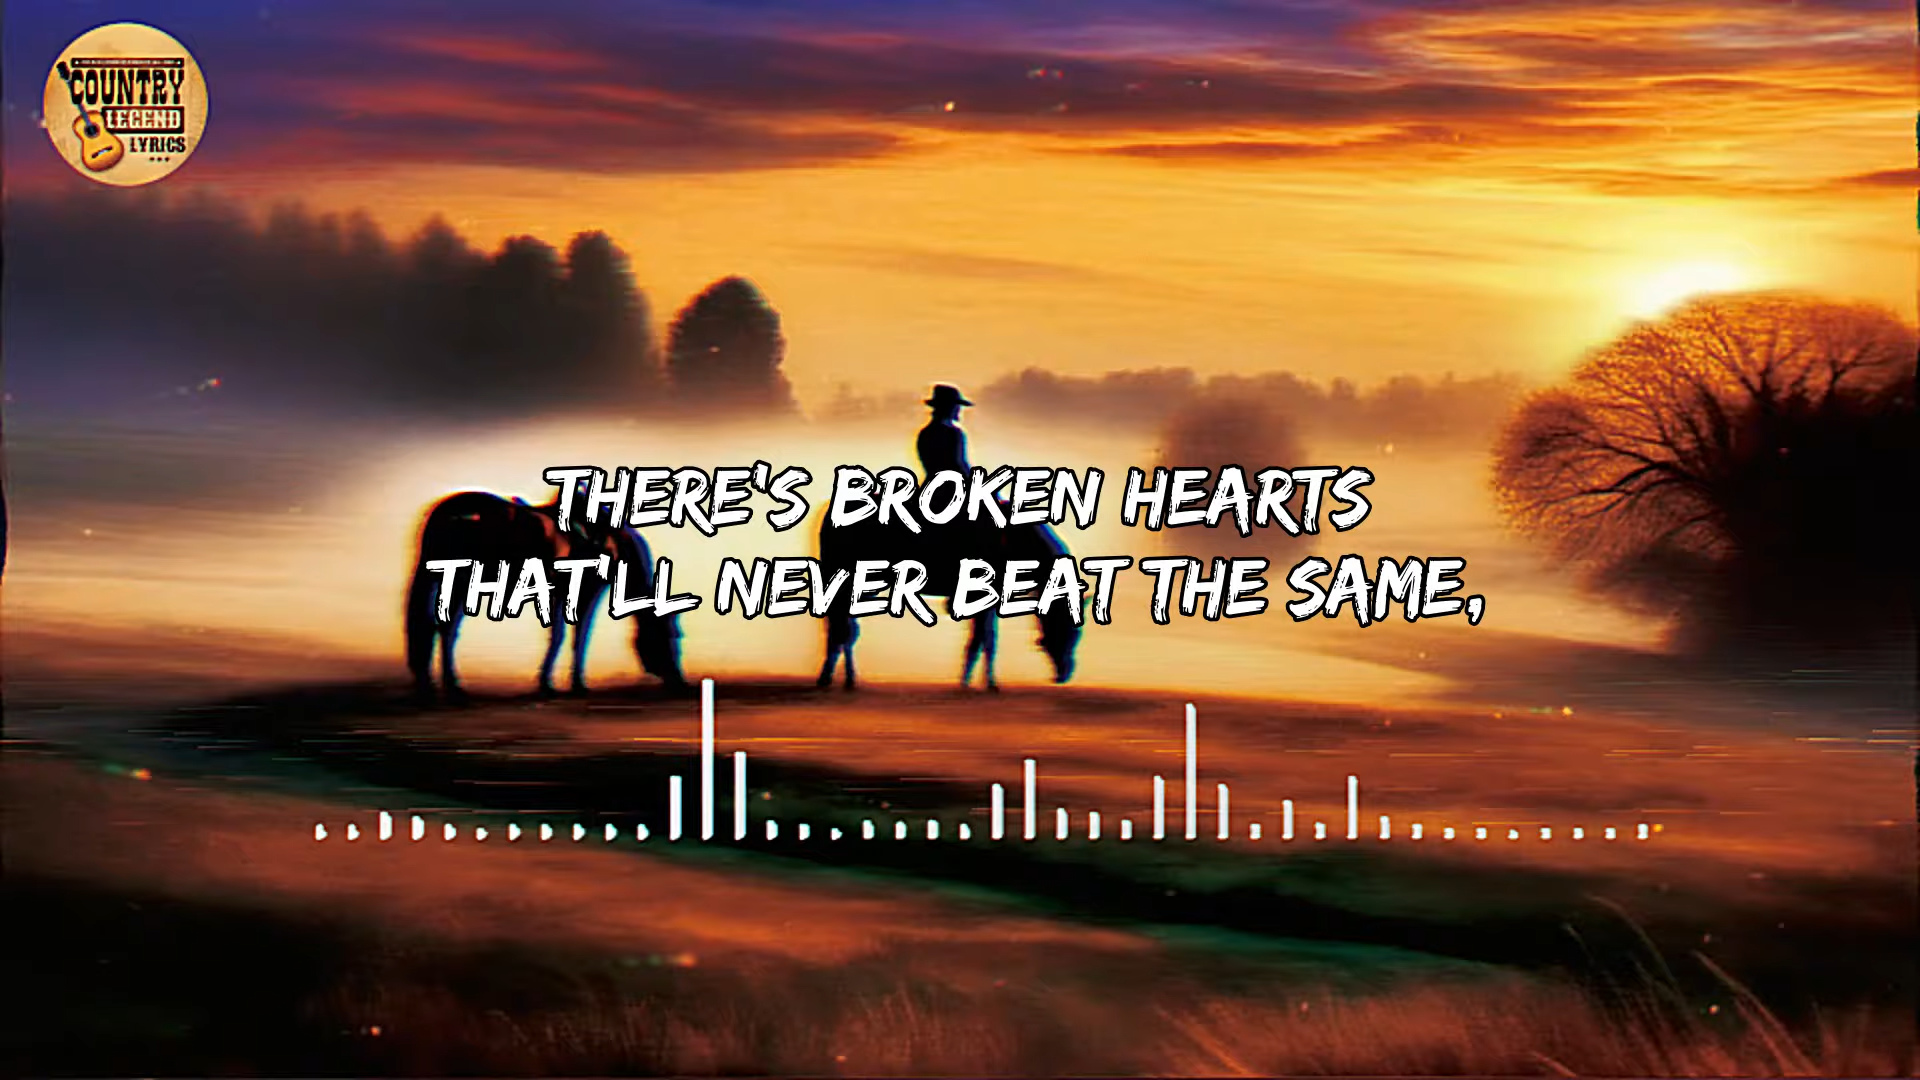 COUNTRY
LEGEND
LYRICS
THERE'S BROKEN HEARTS
THAT'LL NEVER BEAT THE SAME,